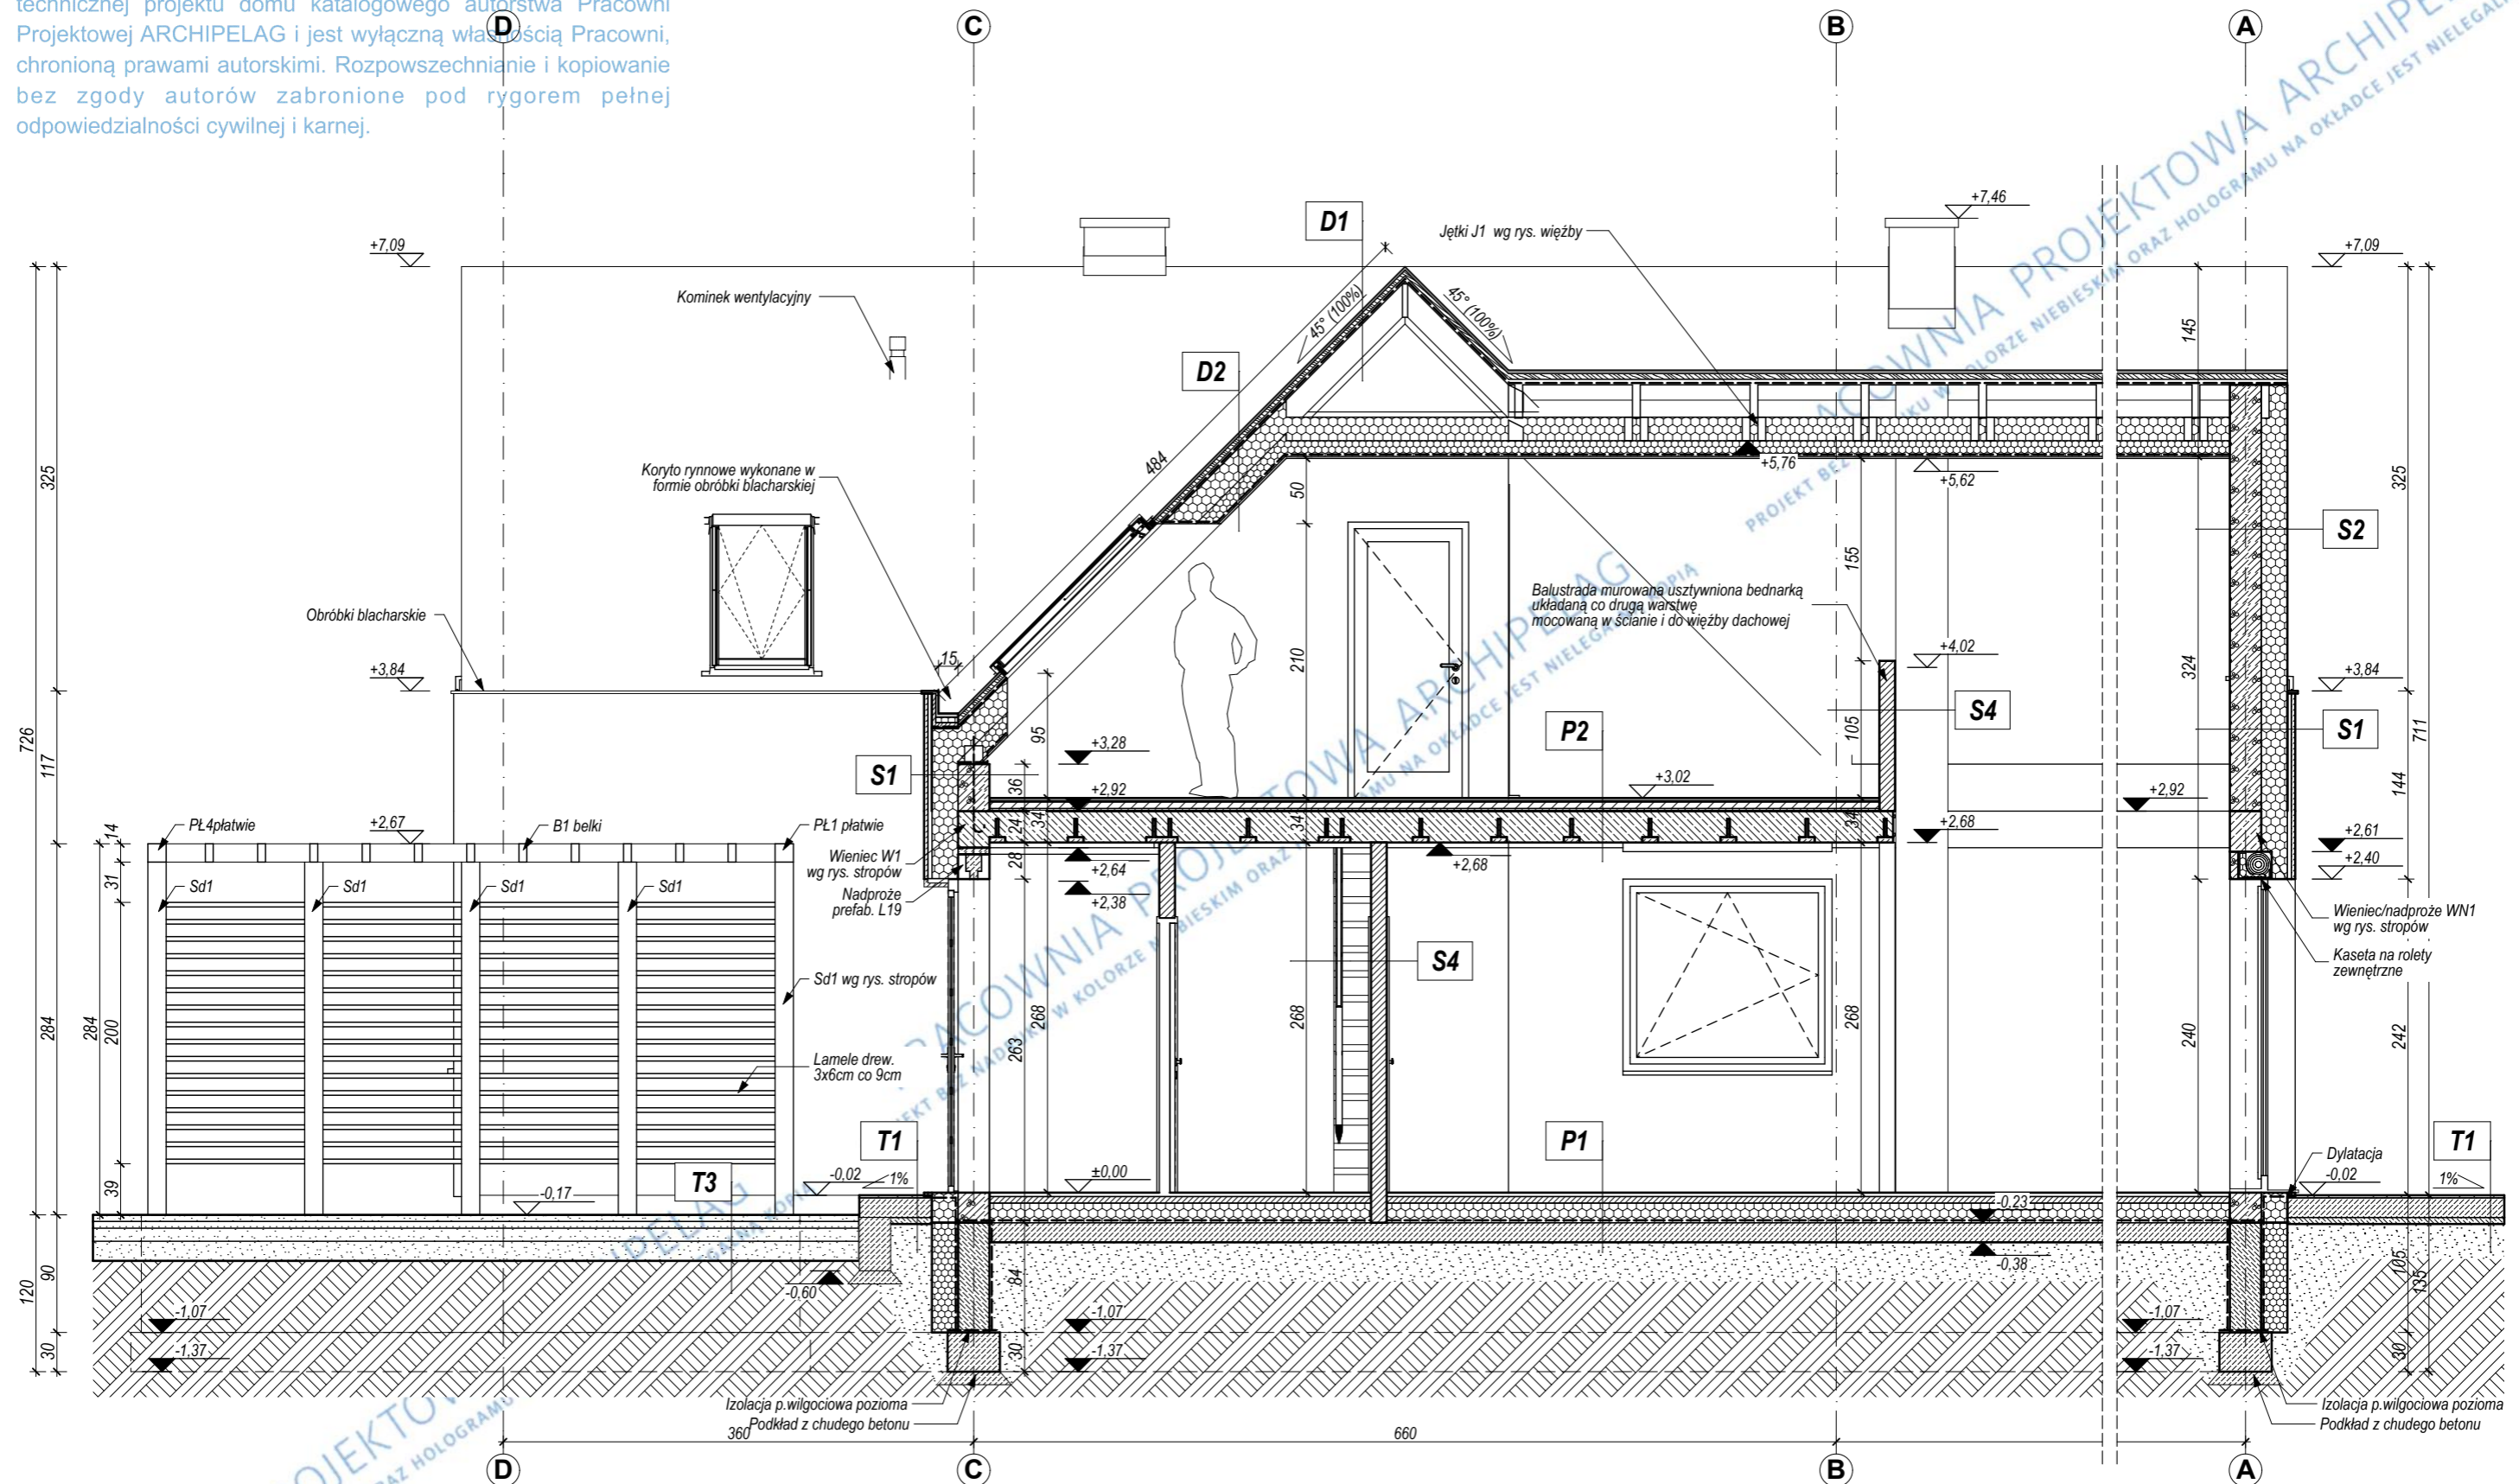 technicznej projektu domu katalogowego autorstwa Pracowni
Projektowej ARCHIPELAG i jest wyłączną własnością Pracowni,
chronioną prawami autorskimi. Rozpowszechnianie i kopiowanie
bez zgody autorów zabronione pod rygorem pełnej
odpowiedzialności cywilnej i karnej.
D
C
B
A
PROJEKTOWA ARCHIPEL
ORAZ HOLOGRAMU NA OKŁADCE JEST NIELEGAL
+7,46
D1
Jętki J1 wg rys. więźby
+7,09
+7,09
Kominek wentylacyjny
45° (100%)
45° (100%)
145
D2
484
Koryto rynnowe wykonane w
formie obróbki blacharskiej
325
325
+5,76
+5,62
50
S2
155
Balustrada murowana usztywniona bednarką
układaną co drugą warstwę
mocowaną w ścianie i do więźby dachowej
Obróbki blacharskie
15
210
324
+4,02
+3,84
+3,84
S4
726
117
95
105
P2
S1
711
+3,28
S1
36
+2,92
+3,02
144
+2,92
14
PŁ4płatwie
+2,67
B1 belki
PŁ1 płatwie
24
34
34
34
+2,68
+2,61
Wieniec W1
wg rys. stropów
28
+2,64
+2,68
+2,40
31
Sd1
Sd1
Sd1
Sd1
Nadproże
prefab. L19
+2,38
Wieniec/nadproże WN1
wg rys. stropów
S4
Kaseta na rolety
zewnętrzne
Sd1 wg rys. stropów
284
284
200
263
268
268
268
240
242
Lamele drew.
3x6cm co 9cm
PRACOWNIA PROJEKTOWA ARCHIPELAG
T1
P1
T1
Dylatacja
39
T3
-0,17
-0,02
1%
±0,00
-0,02
1%
-0,23
-0,38
120
90
-0,60
84
105
135
-1,07
-1,07
-1,07
30
-1,37
30
-1,37
-1,37
30
Izolacja p.wilgociowa pozioma
Podkład z chudego betonu
Izolacja p.wilgociowa pozioma
Podkład z chudego betonu
360
660
D
C
B
A